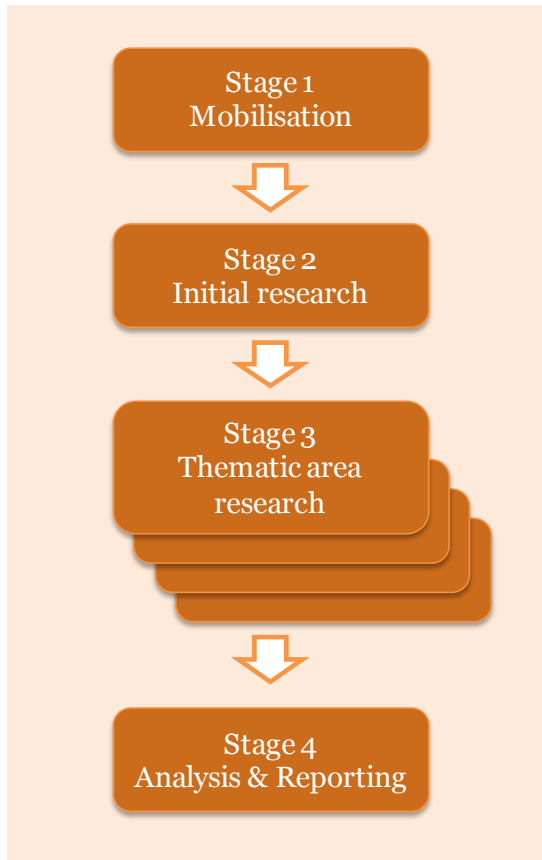 Stage 1
Mobilisation
Stage 2
Initial research
Stage 3
Thematic area
research
Stage 4
Analysis & Reporting